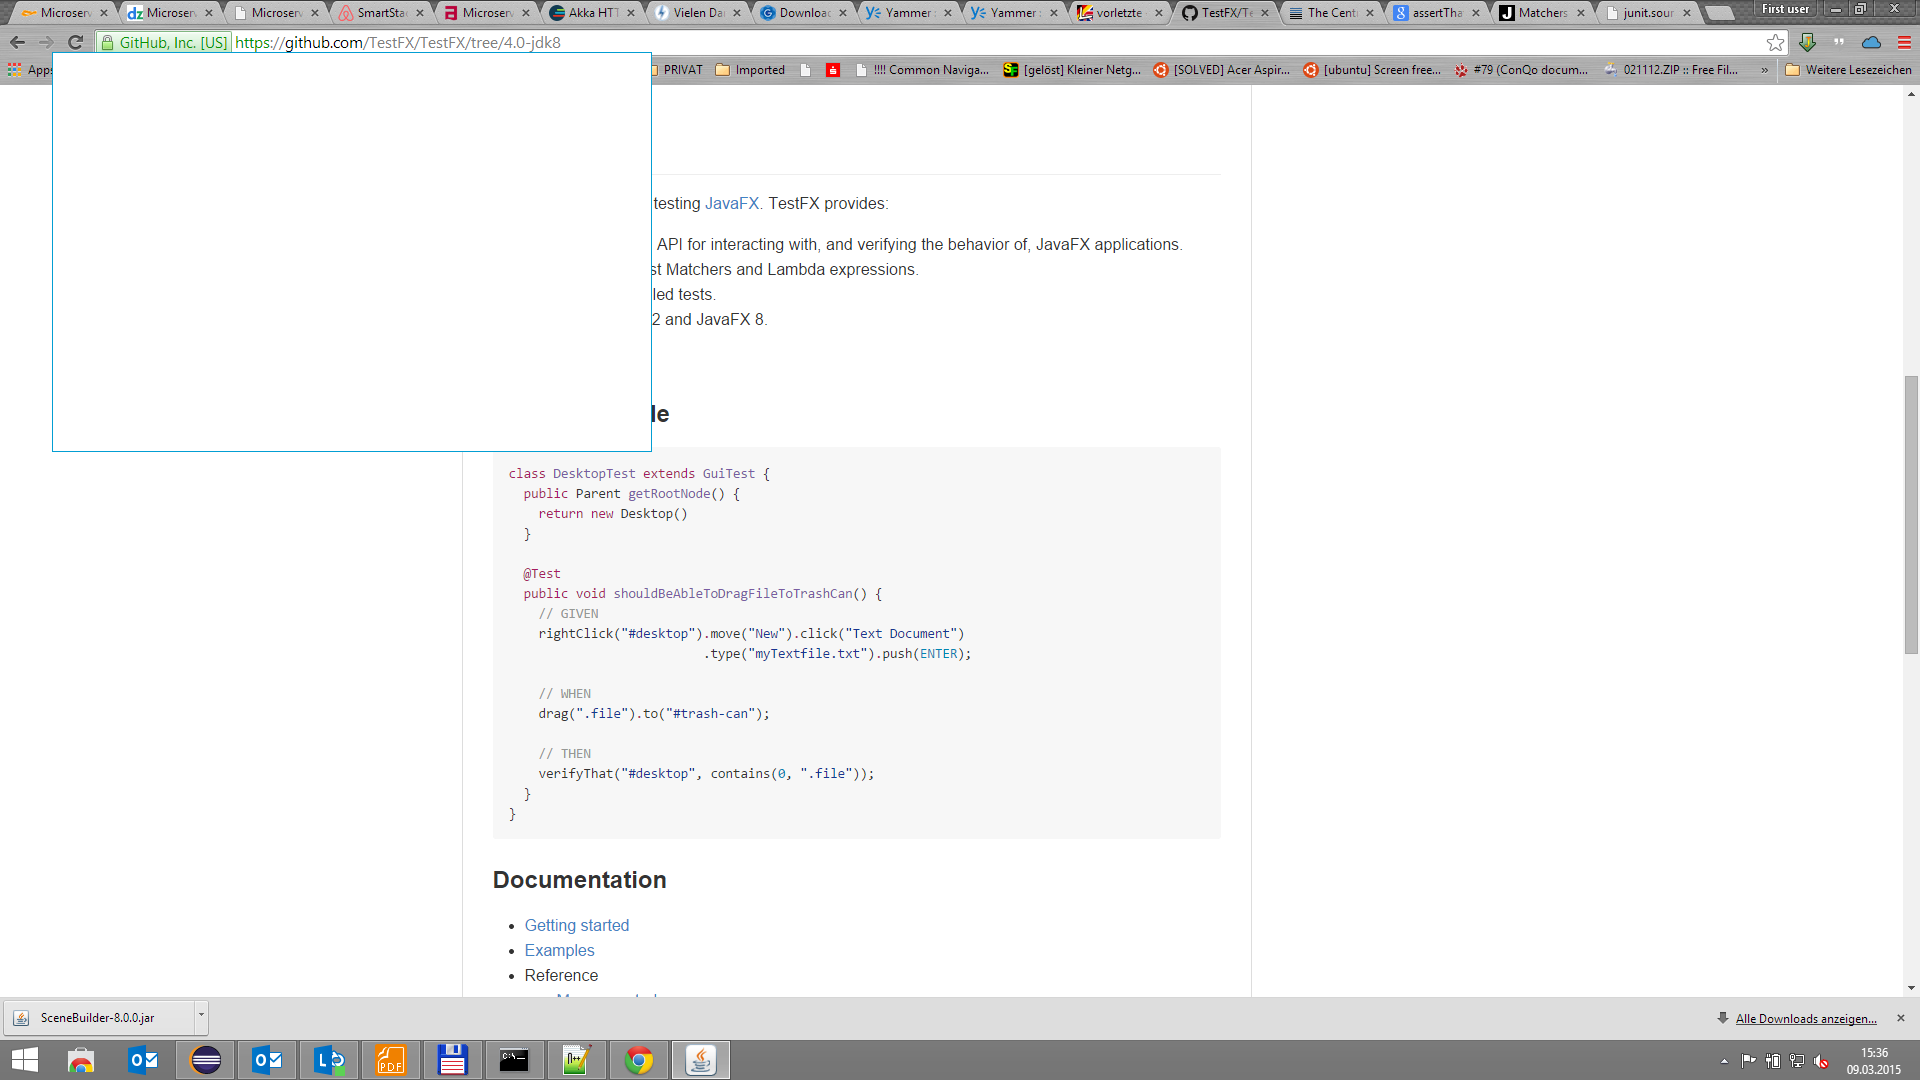 Microserv
Microserv
Microserv
SmartSta
Microserv
Akka HTT
Vielen Da
Downloac
Yammer :
Yammer :
vorletzte
TestFX/Te
The Cent
assertTha
Matchers
junit.sour
First user
GitHub, Inc. [US] https://github.com/TestFX/TestFX/tree/4.0-jdk8
Apps
PRIVAT
Imported
!!!! Common Naviga...
[gelöst] Kleiner Netg...
[SOLVED] Acer Aspir...
[ubuntu] Screen free...
#79 (ConQo docum...
021112.ZIP :: Free Fil...
»
Weitere Lesezeichen
testing JavaFX. TestFX provides:
API for interacting with, and verifying the behavior of, JavaFX applications.
st Matchers and Lambda expressions.
led tests.
2 and JavaFX 8.
le
class DesktopTest extends GuiTest {
public Parent getRootNode() {
return new Desktop()
}
@Test
public void shouldBeAbleToDragFileToTrashCan() {
// GIVEN
rightClick("#desktop").move("New").click("Text Document")
.type("myTextfile.txt").push(ENTER);
// WHEN
drag(".file").to("#trash-can");
// THEN
verifyThat("#desktop", contains(0, ".file"));
}
}
Documentation
Getting started
Examples
Reference
SceneBuilder-8.0.0.jar
Alle Downloads anzeigen...
15:36
09.03.2015